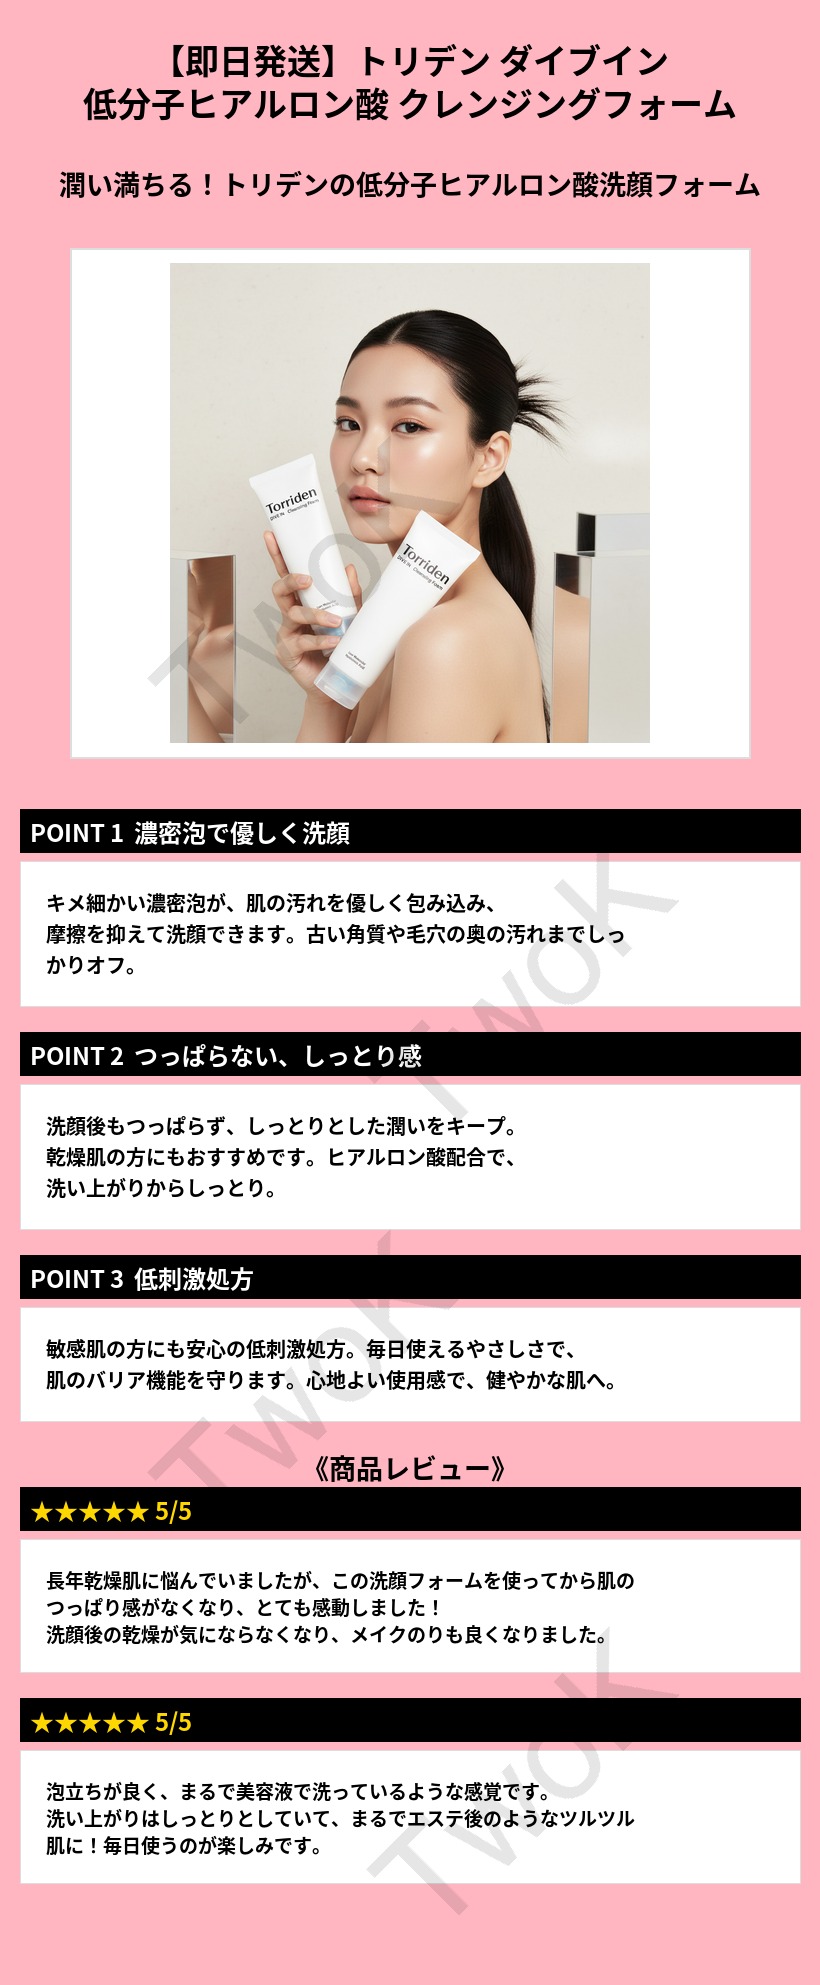 【即日発送】トリデン ダイブイン
低分子ヒアルロン酸 クレンジングフォーム
潤い満ちる！トリデンの低分子ヒアルロン酸洗顔フォーム
Torriden
DIVE IN Cleansing Foam
Torriden
DIVE IN Cleansing Foam
TwoK
POINT 1 濃密泡で優しく洗顔
キメ細かい濃密泡が、肌の汚れを優しく包み込み、
摩擦を抑えて洗顔できます。古い角質や毛穴の奥の汚れまでしっ
かりオフ。
TwoK
POINT 2 つっぱらない、しっとり感
洗顔後もつっぱらず、しっとりとした潤いをキープ。
乾燥肌の方にもおすすめです。ヒアルロン酸配合で、
洗い上がりからしっとり。
POINT 3 低刺激処方
敏感肌の方にも安心の低刺激処方。毎日使えるやさしさで、
肌のバリア機能を守ります。心地よい使用感で、健やかな肌へ。
TwoK
《商品レビュー》
★★★★★ 5/5
長年乾燥肌に悩んでいましたが、この洗顔フォームを使ってから肌の
つっぱり感がなくなり、とても感動しました！
洗顔後の乾燥が気にならなくなり、メイクのりも良くなりました。
★★★★★ 5/5
泡立ちが良く、まるで美容液で洗っているような感覚です。
洗い上がりはしっとりとしていて、まるでエステ後のようなツルツル
肌に！毎日使うのが楽しみです。
TwoK